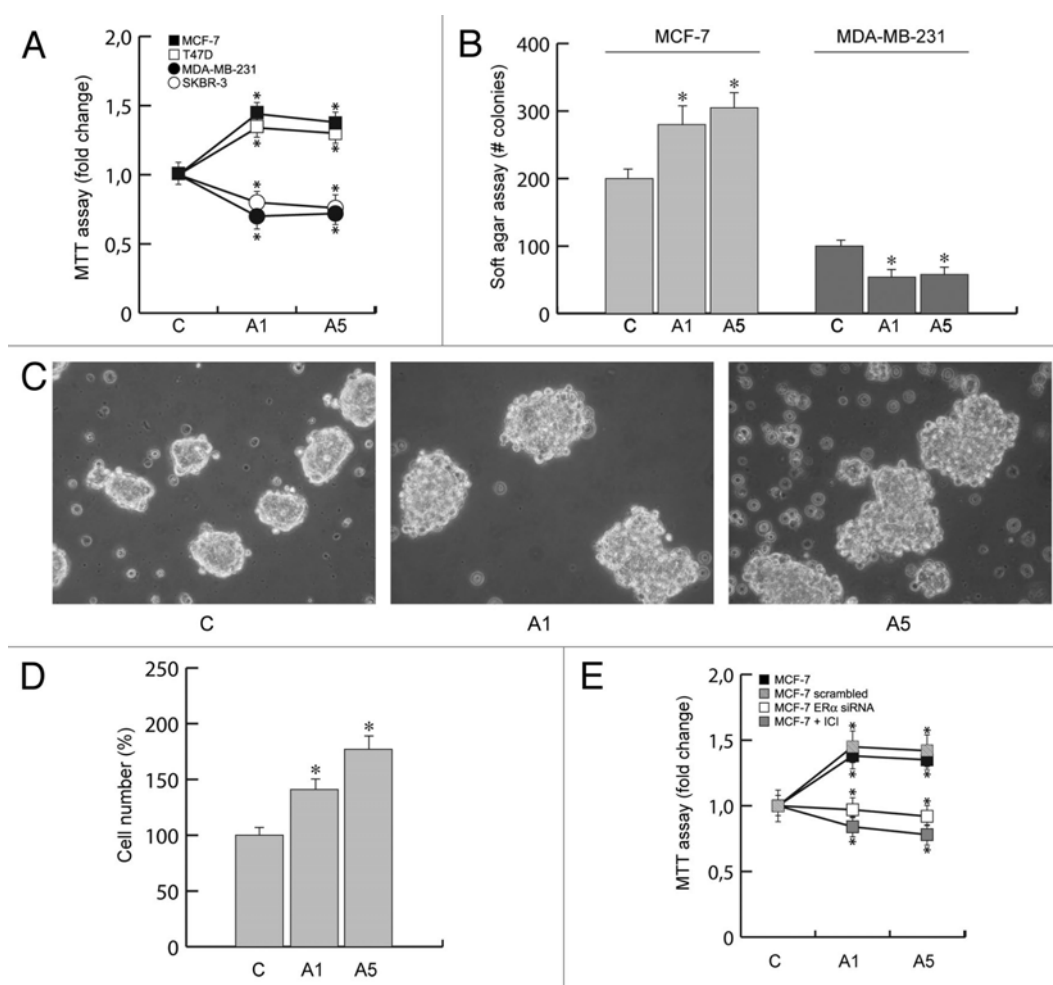 A
2,0
1,5
1,0
0,5
0
MTT assay (fold change)
MCF-7
T47D
MDA-MB-231
SKBR-3
* *
* *
* *
* *
C A1 A5
B
MCF-7 MDA-MB-231
400
300
200
100
0
Soft agar assay (# colonies)
* *
* *
C A1 A5 C A1 A5
C
C A1 A5
D
250
200
150
100
50
0
Cell number (%)
* *
C A1 A5
E
2,0
1,5
1,0
0,5
0
MTT assay (fold change)
MCF-7
MCF-7 scrambled
MCF-7 ERα siRNA
MCF-7 + ICI
* *
* *
* *
* *
* *
C A1 A5